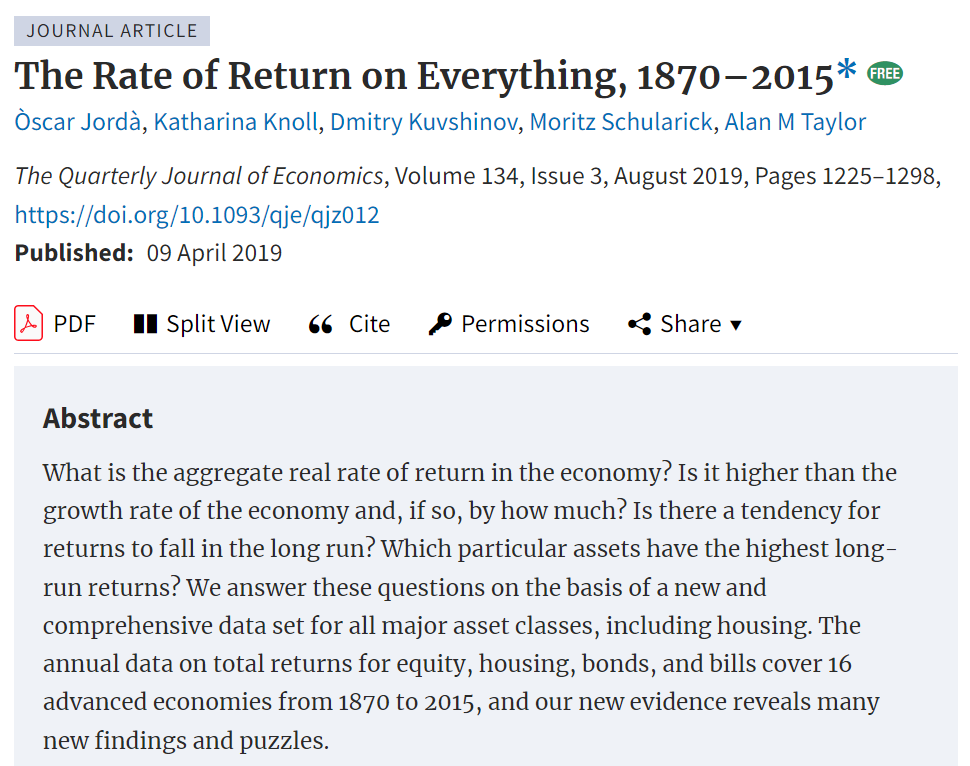 JOURNAL ARTICLE
The Rate of Return on Everything, 1870–2015* FREE
Òscar Jordà, Katharina Knoll, Dmitry Kuvshinov, Moritz Schularick, Alan M Taylor
The Quarterly Journal of Economics, Volume 134, Issue 3, August 2019, Pages 1225–1298,
https://doi.org/10.1093/qje/qjz012
Published: 09 April 2019
PDF Split View Cite Permissions Share
Abstract
What is the aggregate real rate of return in the economy? Is it higher than the
growth rate of the economy and, if so, by how much? Is there a tendency for
returns to fall in the long run? Which particular assets have the highest long-
run returns? We answer these questions on the basis of a new and
comprehensive data set for all major asset classes, including housing. The
annual data on total returns for equity, housing, bonds, and bills cover 16
advanced economies from 1870 to 2015, and our new evidence reveals many
new findings and puzzles.